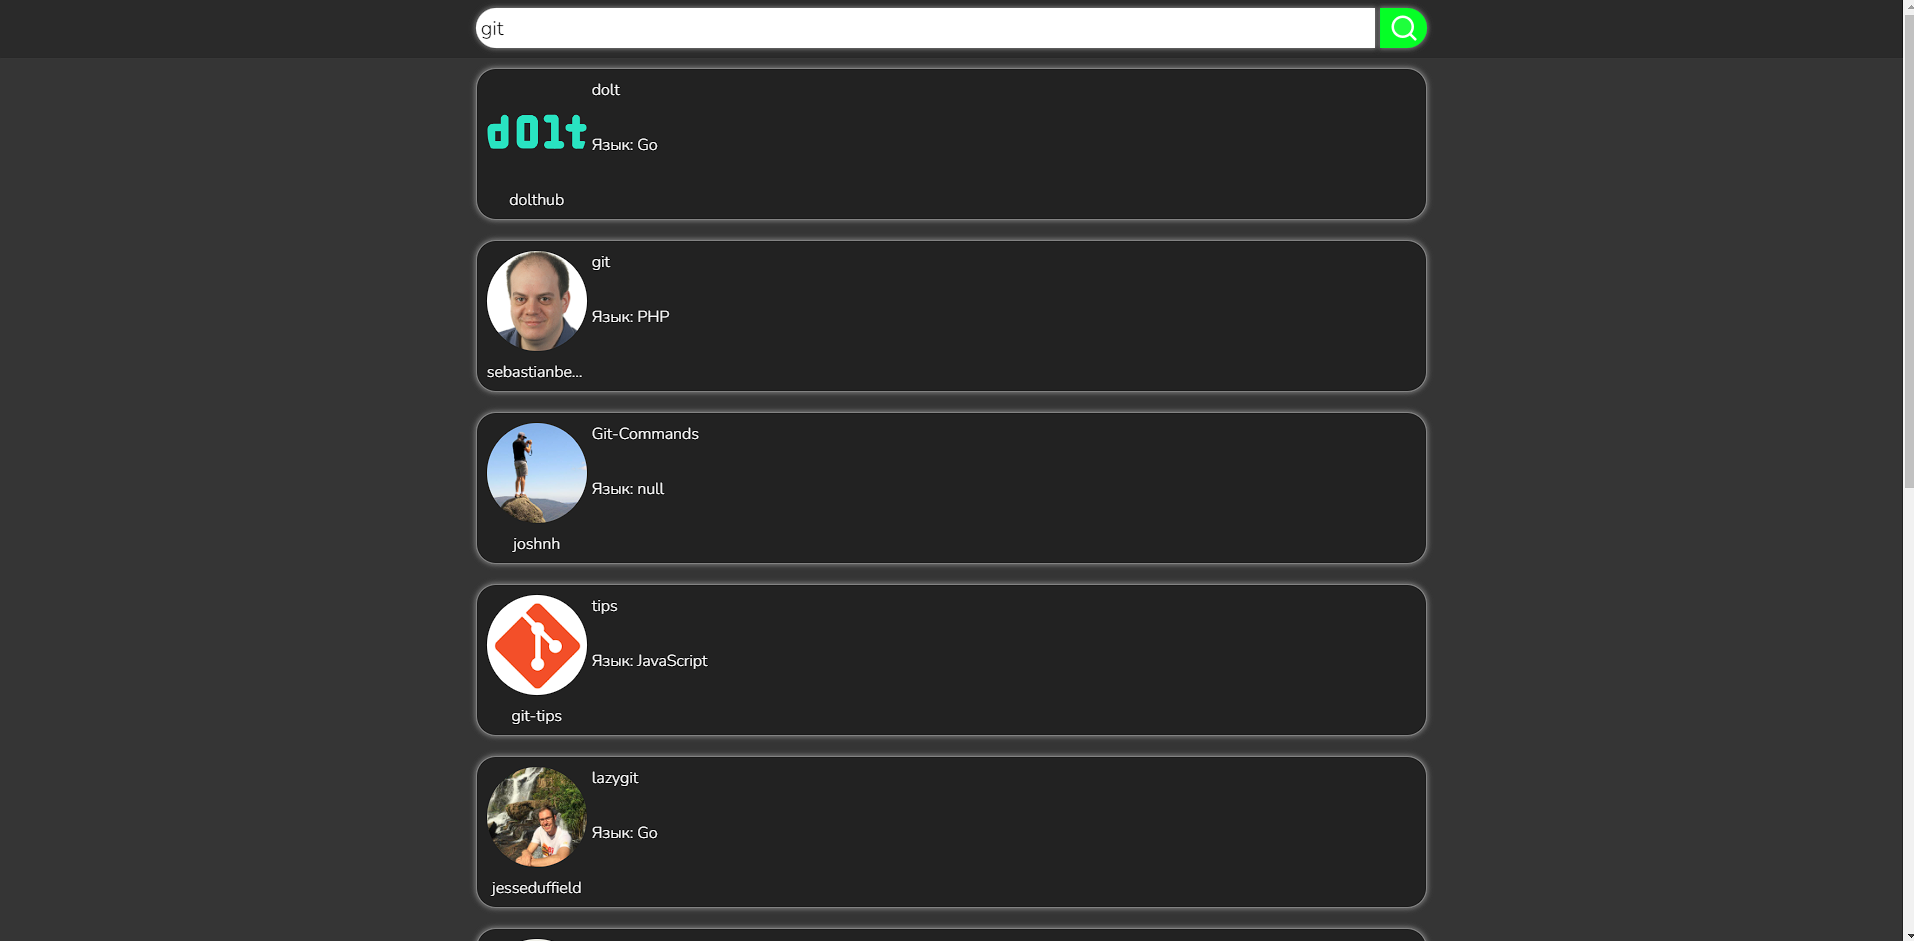 git
dolt
dolt
Язык: Go
dolthub
git
Язык: PHP
sebastianbe...
Git-Commands
Язык: null
joshnh
tips
Язык: JavaScript
git-tips
lazygit
Язык: Go
jesseduffield